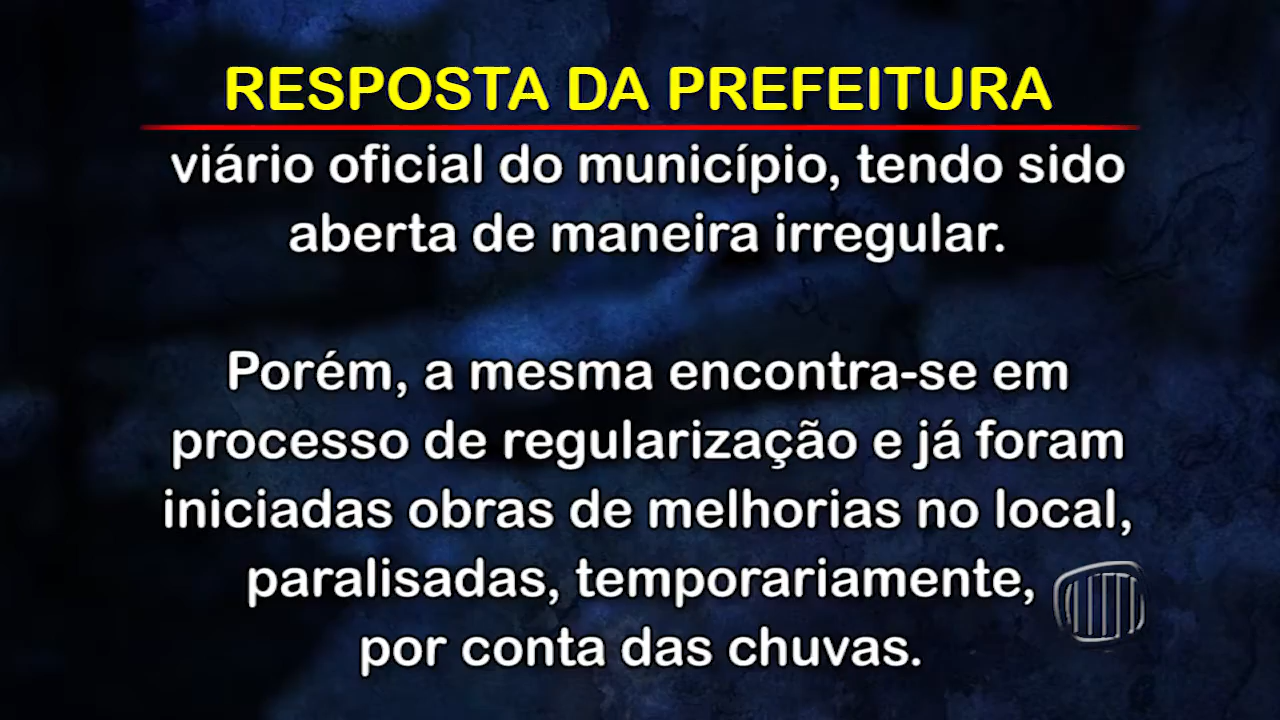 RESPOSTA DA PREFEITURA
viário oficial do município, tendo sido
aberta de maneira irregular.
Porém, a mesma encontra-se em
processo de regularização e já foram
iniciadas obras de melhorias no local,
paralisadas, temporariamente,
por conta das chuvas.